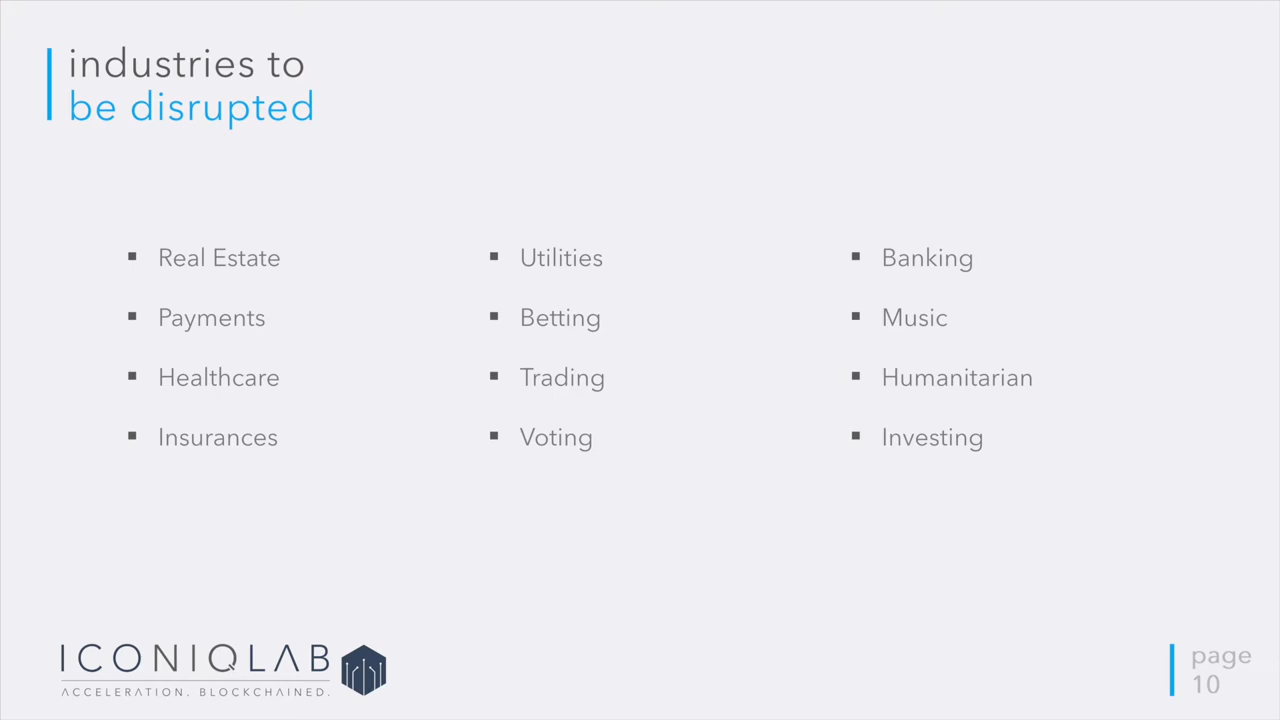 industries to
be disrupted
Real Estate
Payments
Healthcare
Insurances
Utilities
Betting
Trading
Voting
Banking
Music
Humanitarian
Investing
ICONIQLAB
ACCELERATION. BLOCKCHAINED.
page
10